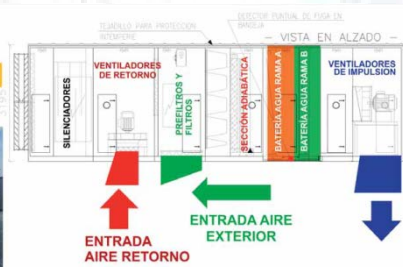 TEJADILLO PARA PROTECCION
INTEMPERIE
DETECTOR PUNTUAL DE FUGA EN
BANDEJA
- VISTA EN ALZADO -
SILENCIADORES
VENTILADORES
DE RETORNO
PREFILTROS Y
FILTROS
SECCIÓN ADIABÁTICA
BATERÍA AGUA RAMA A
BATERÍA AGUA RAMA B
VENTILADORES
DE IMPULSION
ENTRADA AIRE
EXTERIOR
ENTRADA
AIRE RETORNO